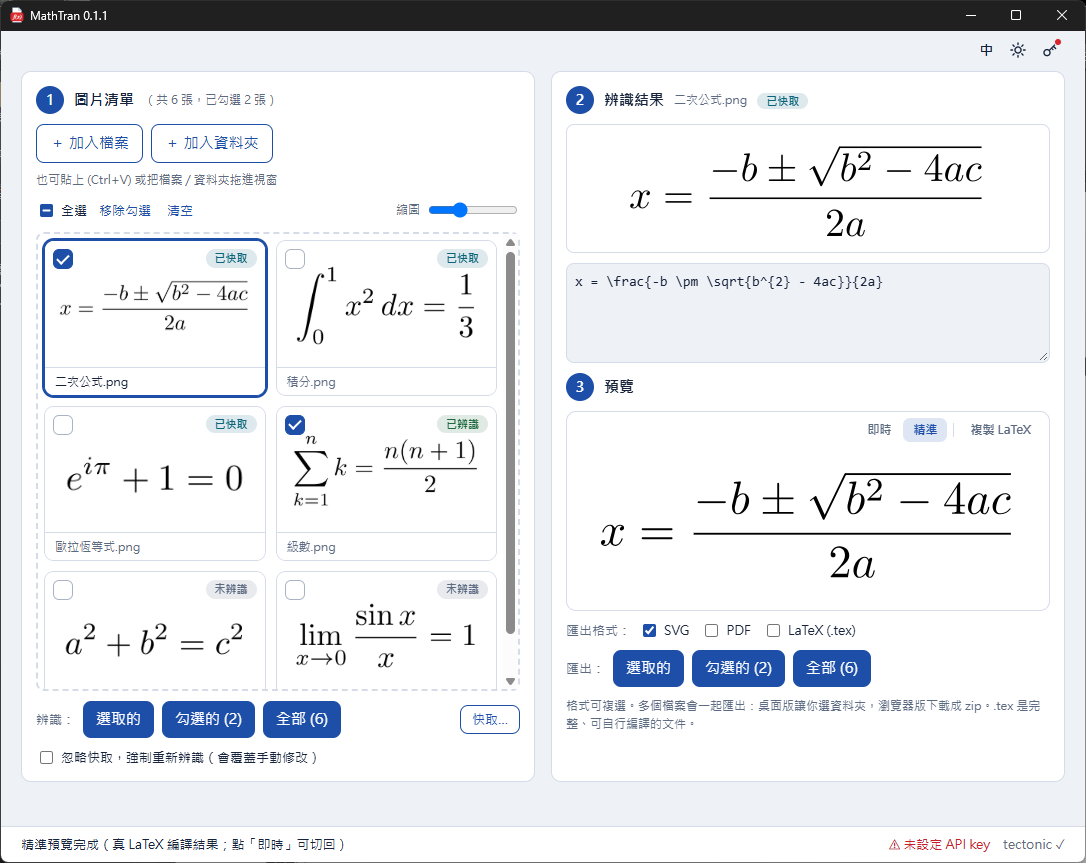 MathTran 0.1.1
中
1 圖片清單 （共 6 張，已勾選 2 張）
+ 加入檔案 + 加入資料夾
也可貼上 (Ctrl+V) 或把檔案 / 資料夾拖進視窗
全選 移除勾選 清空 縮圖
已快取
x = \frac{-b ± \sqrt{b^2 − 4ac}}{2a}
二次公式.png
已快取
\int_0^1 x^2 dx = \frac{1}{3}
積分.png
已快取
e^{iπ} + 1 = 0
歐拉恆等式.png
已辨識
\sum_{k=1}^{n} k = \frac{n(n + 1)}{2}
級數.png
未辨識
a^2 + b^2 = c^2
未辨識
\lim_{x→0} \frac{\sin x}{x} = 1
辨識： 選取的 勾選的 (2) 全部 (6) 快取...
忽略快取，強制重新辨識（會覆蓋手動修改）
2 辨識結果 二次公式.png 已快取
x = \frac{-b ± \sqrt{b^2 − 4ac}}{2a}
x = \frac{-b \pm \sqrt{b^{2} - 4ac}}{2a}
3 預覽
即時 精準 複製 LaTeX
x = \frac{-b ± \sqrt{b^2 − 4ac}}{2a}
匯出格式： SVG PDF LaTeX (.tex)
匯出： 選取的 勾選的 (2) 全部 (6)
格式可複選。多個檔案會一起匯出：桌面版讓你選資料夾，瀏覽器版下載成 zip。.tex 是完
整、可自行編譯的文件。
精準預覽完成（真 LaTeX 編譯結果；點「即時」可切回）
⚠ 未設定 API key tectonic ✓